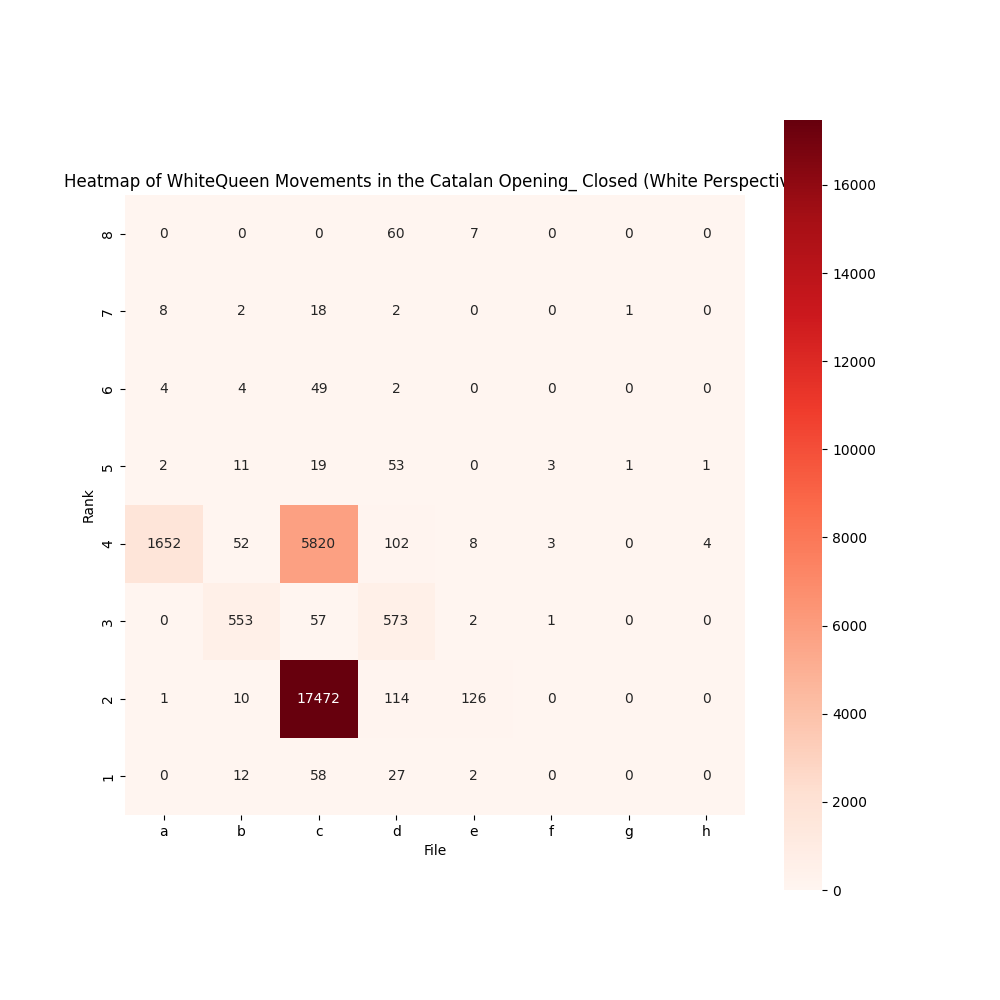 Heatmap of WhiteQueen Movements in the Catalan Opening_ Closed (White Perspectiv
8 0 0 0 60 7 0 0 0
7 8 2 18 2 0 0 1 0
6 4 4 49 2 0 0 0 0
5 2 11 19 53 0 3 1 1
4 1652 52 5820 102 8 3 0 4
3 0 553 57 573 2 1 0 0
2 1 10 17472 114 126 0 0 0
1 0 12 58 27 2 0 0 0
a b c d e f g h
File
Rank
16000
14000
12000
10000
8000
6000
4000
2000
0